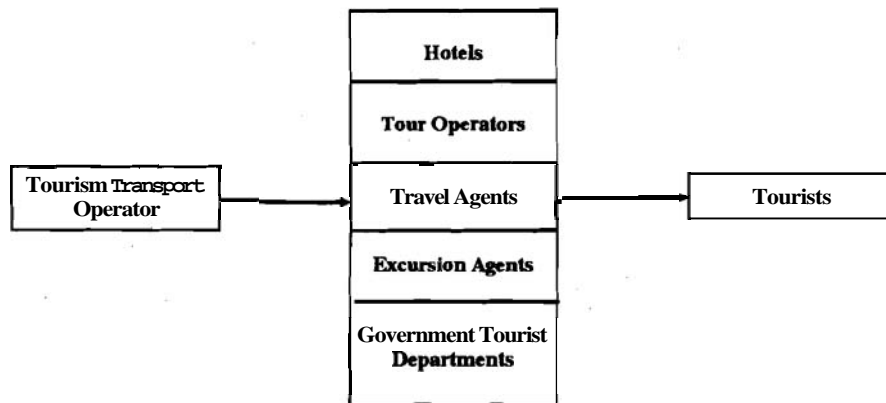 Hotels
Tour Operators
Tourism Transport
Operator
Travel Agents
Tourists
Excursion Agents
Government Tourist
Departments